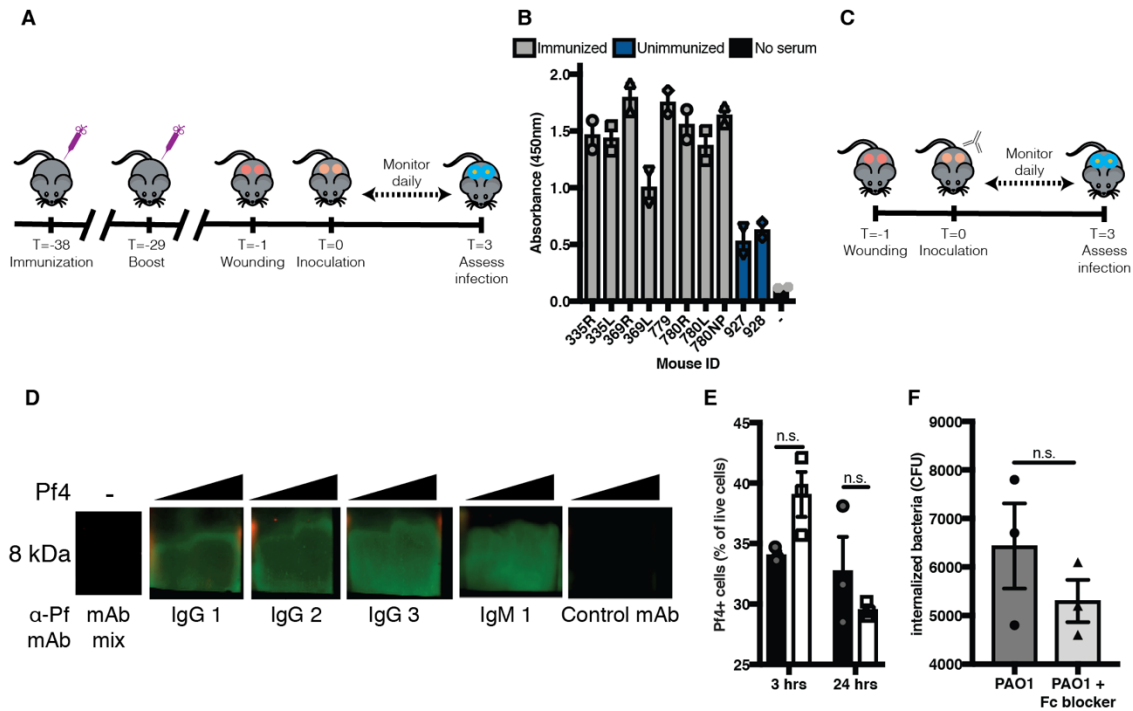 A
T=-38
Immunization
T=-29
Boost
T=-1
Wounding
T=0
Inoculation
Monitor
daily
T=3
Assess
infection
B
Immunized
Unimmunized
No serum
Absorbance (450nm)
2.0
1.5
1.0
0.5
0.0
335R
335L
369R
369L
779
780R
780L
780NP
927
928
-
Mouse ID
C
T=-1
Wounding
T=0
Inoculation
Monitor
daily
T=3
Assess
infection
D
Pf4
-
8 kDa
α-Pf
mAb
mAb
mix
IgG 1
IgG 2
IgG 3
IgM 1
Control mAb
E
Pf4+ cells (% of live cells)
45
40
35
30
25
n.s.
n.s.
3 hrs
24 hrs
F
internalized bacteria (CFU)
9000
8000
7000
6000
5000
4000
n.s.
PAO1
PAO1 +
Fc blocker